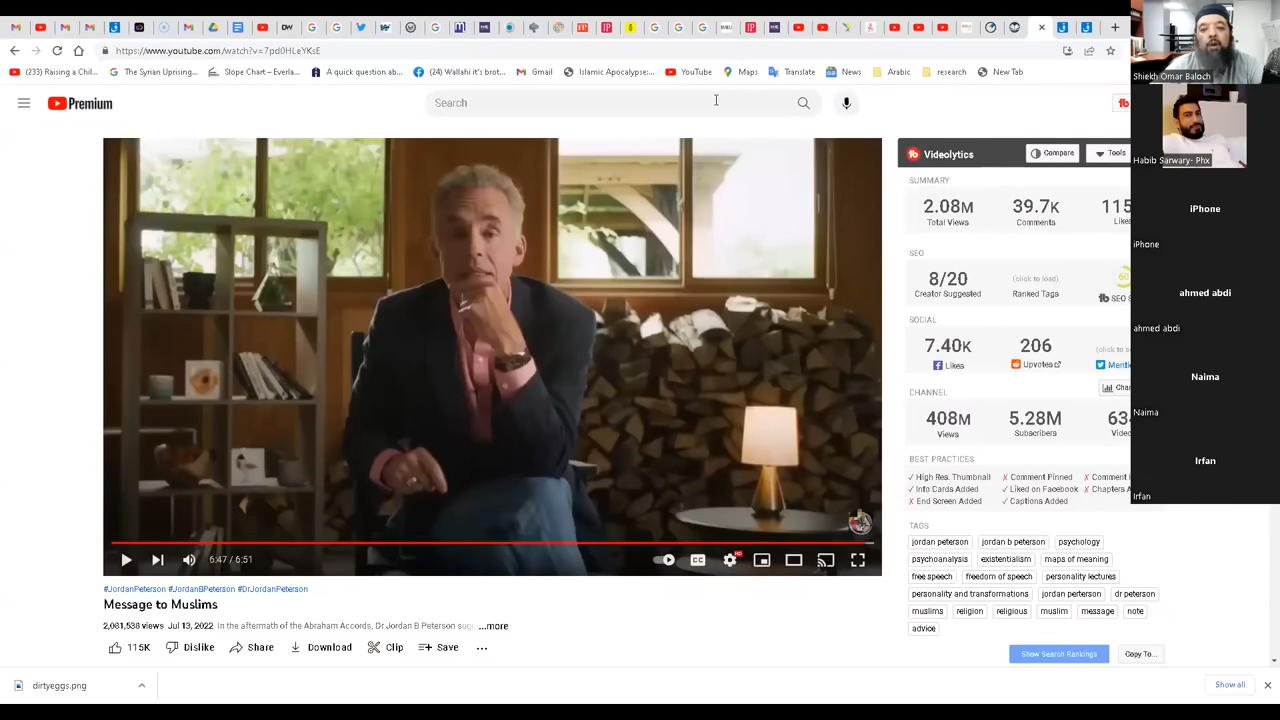 https://www.youtube.com/watch?v=7pd0HLeYKsE
(233) Raising a Chil...
The Syrian Uprising...
Slope Chart – Everla...
A quick question ab...
(24) Wallahi it's brot...
Gmail
Islamic Apocalypse:...
YouTube
Maps
Translate
News
Arabic
research
New Tab
Premium
Search
Videolytics
Compare
Tools
SUMMARY
2.08M
39.7K
Total Views
Comments
SEO
8/20
(click to load)
Creator Suggested
Ranked Tags
SOCIAL
7.40K
206
Likes
Upvotes
CHANNEL
408M
5.28M
Views
Subscribers
BEST PRACTICES
✓ High Res. Thumbnail
✗ Comment Pinned
✓ Info Cards Added
✓ Liked on Facebook
✗ End Screen Added
✓ Captions Added
TAGS
jordan peterson
jordan b peterson
psychology
psychoanalysis
existentialism
maps of meaning
free speech
freedom of speech
personality lectures
personality and transformations
jordan perterson
dr peterson
muslims
religion
religious
muslim
message
note
advice
Show Search Rankings
Copy To...
6:47 / 6:51
#JordanPeterson #JordanBPeterson #DrJordanPeterson
Message to Muslims
Jul 13, 2022 In the aftermath of the Abraham Accords, Dr Jordan B Peterson
...more
115K
Dislike
Share
Download
Clip
Save
dirtyeggs.png
Show all
Shiekh Omar Baloch
Habib Sarwary- Phx
iPhone
iPhone
ahmed abdi
ahmed abdi
Naima
Naima
Irfan
Irfan